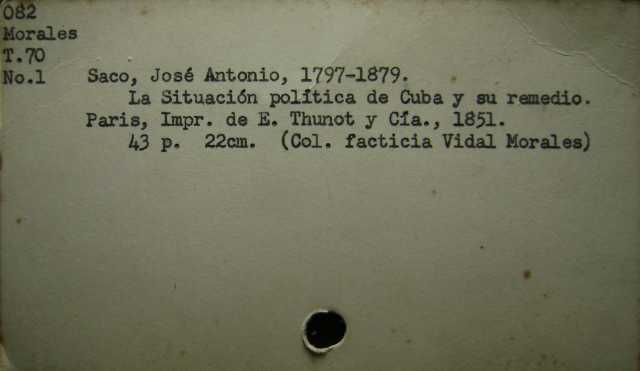 082
Morales
T.70
No.1 Saco, José Antonio, 1797-1879.
La Situación política de Cuba y su remedio.
Paris, Impr. de E. Thunot y Cía., 1851.
43 p. 22cm. (Col. facticia Vidal Morales)